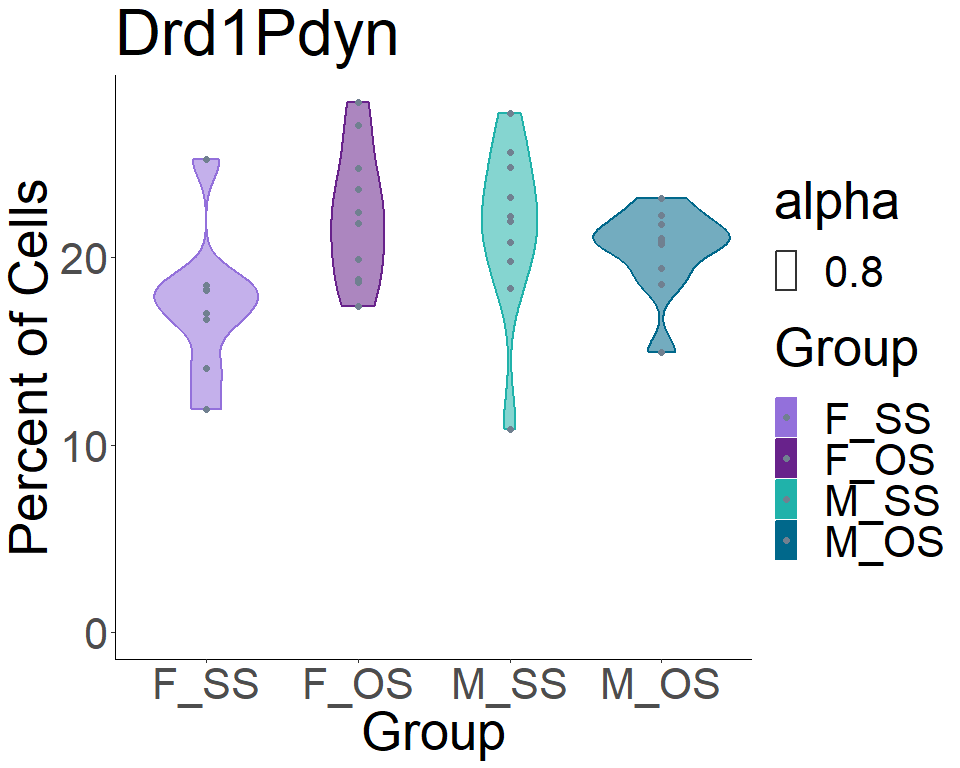 Drd1Pdyn
Percent of Cells
20
10
0
F_SS
F_OS
M_SS
M_OS
Group
alpha
0.8
Group
F_SS
F_OS
M_SS
M_OS